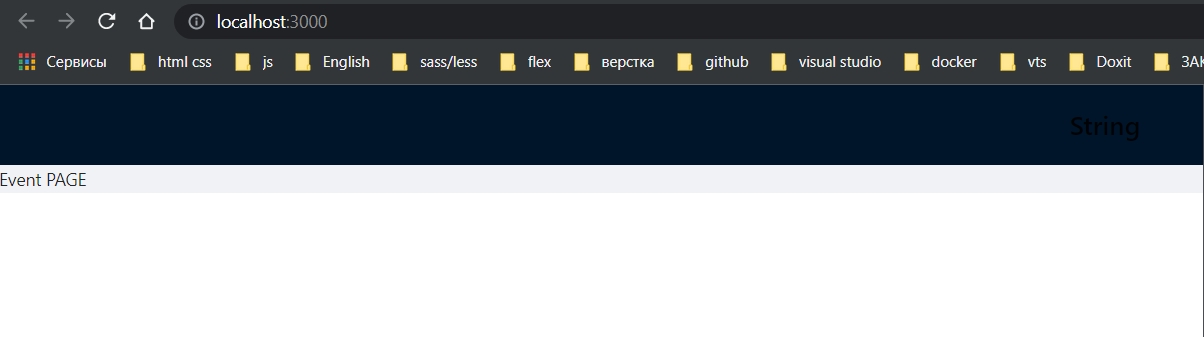 localhost:3000
Сервисы html css js English sass/less flex верстка github visual studio docker vts Doxit ЗАК
String
Event PAGE